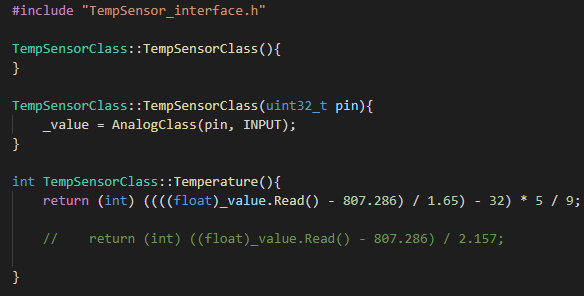 #include "TempSensor_interface.h"
TempSensorClass::TempSensorClass(){
}
TempSensorClass::TempSensorClass(uint32_t pin){
_value = AnalogClass(pin, INPUT);
}
int TempSensorClass::Temperature(){
return (int) ((((float)_value.Read() - 807.286) / 1.65) - 32) * 5 / 9;
// return (int) ((float)_value.Read() - 807.286) / 2.157;
}